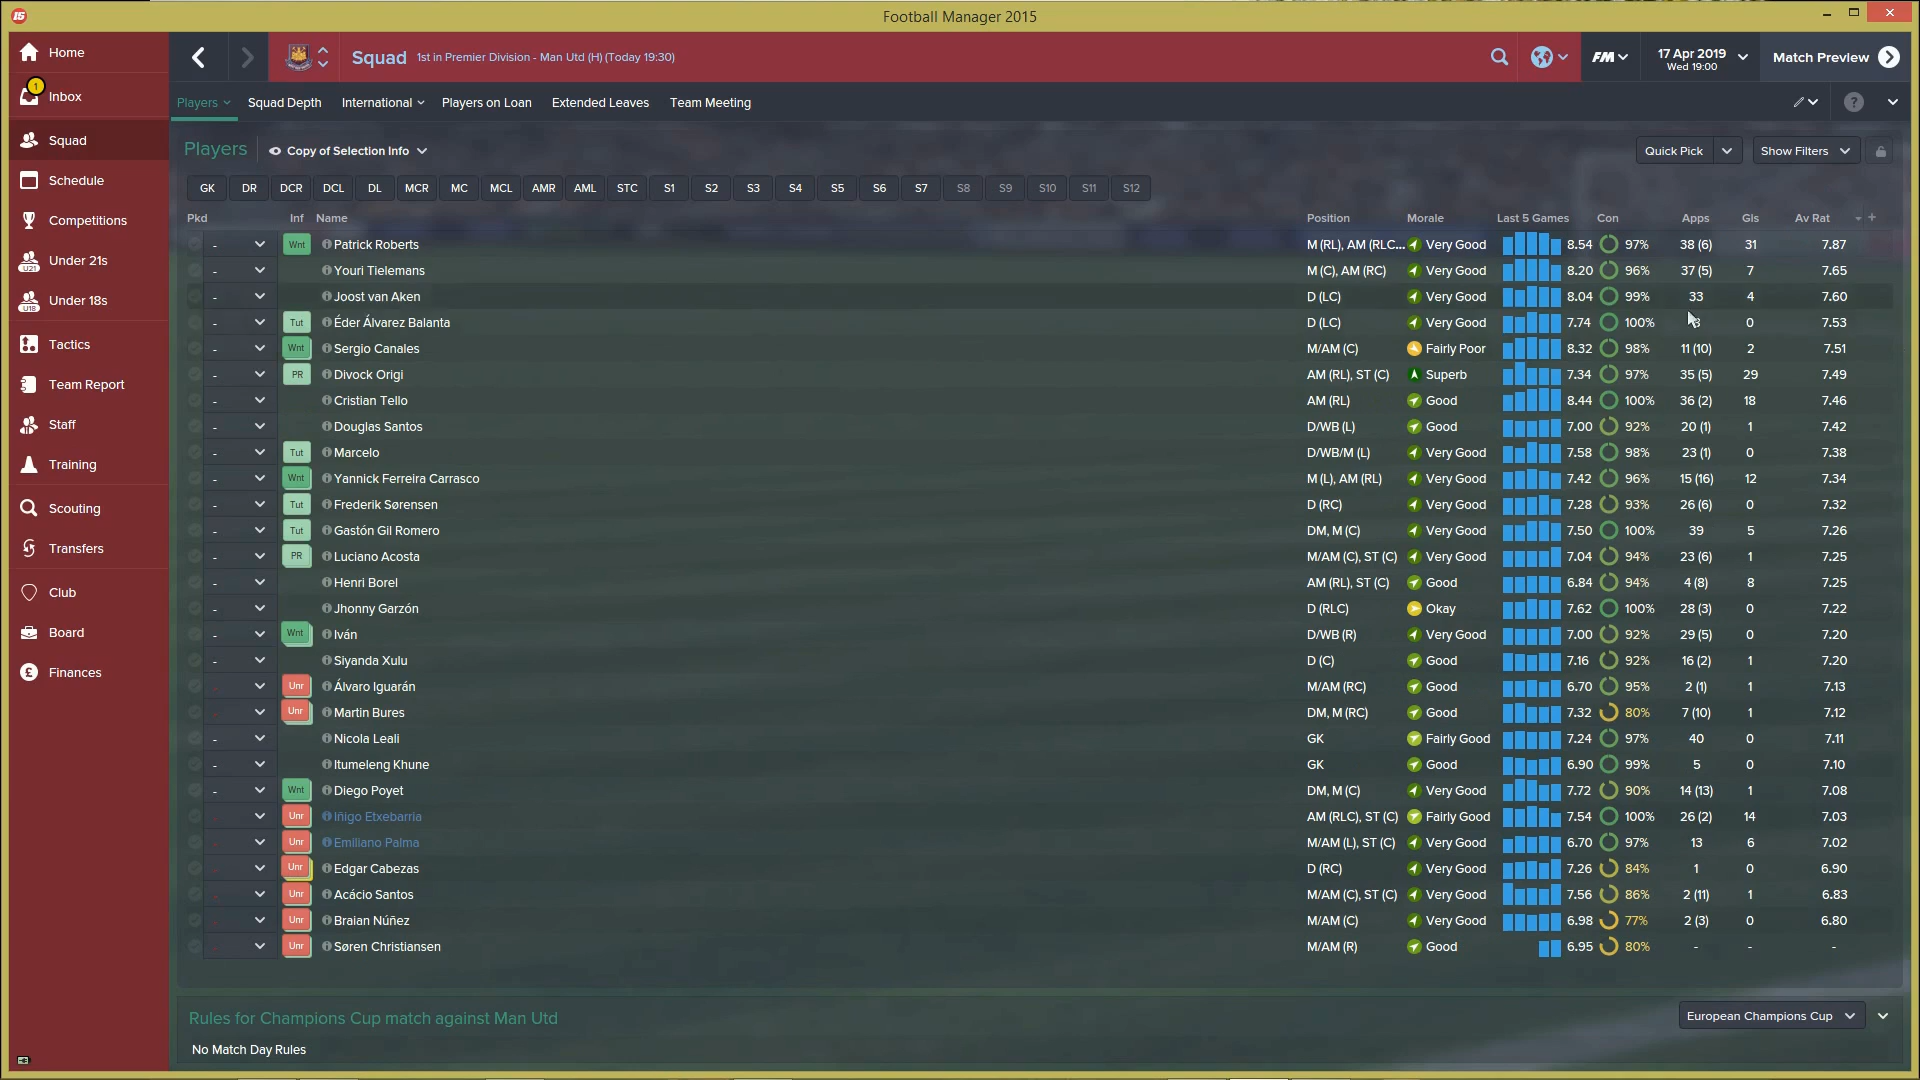 Football Manager 2015
Home
Squad 1st in Premier Division - Man Utd (H) (Today 19:30)
FM
17 Apr 2019
Wed 19:00
Match Preview
1
Inbox
Players Squad Depth International Players on Loan Extended Leaves Team Meeting ?
Squad
Schedule
Competitions
Under 21s
U21
Under 18s
U18
Tactics
Team Report
Staff
Training
Scouting
Transfers
Club
Board
Finances
Players Copy of Selection Info Quick Pick Show Filters
GK DR DCR DCL DL MCR MC MCL AMR AML STC S1 S2 S3 S4 S5 S6 S7 S8 S9 S10 S11 S12
Pkd Inf Name Position Morale Last 5 Games Con Apps Gls Av Rat +
- Wnt Patrick Roberts M (RL), AM (RLC... Very Good 8.54 97% 38 (6) 31 7.87
- Youri Tielemans M (C), AM (RC) Very Good 8.20 96% 37 (5) 7 7.65
- Joost van Aken D (LC) Very Good 8.04 99% 33 4 7.60
- Tut Éder Álvarez Balanta D (LC) Very Good 7.74 100% 0 7.53
- Wnt Sergio Canales M/AM (C) Fairly Poor 8.32 98% 11 (10) 2 7.51
- PR Divock Origi AM (RL), ST (C) Superb 7.34 97% 35 (5) 29 7.49
- Cristian Tello AM (RL) Good 8.44 100% 36 (2) 18 7.46
- Douglas Santos D/WB (L) Good 7.00 92% 20 (1) 1 7.42
- Tut Marcelo D/WB/M (L) Very Good 7.58 98% 23 (1) 0 7.38
- Wnt Yannick Ferreira Carrasco M (L), AM (RL) Very Good 7.42 96% 15 (16) 12 7.34
- Tut Frederik Sørensen D (RC) Very Good 7.28 93% 26 (6) 0 7.32
- Tut Gastón Gil Romero DM, M (C) Very Good 7.50 100% 39 5 7.26
- PR Luciano Acosta M/AM (C), ST (C) Very Good 7.04 94% 23 (6) 1 7.25
- Henri Borel AM (RL), ST (C) Good 6.84 94% 4 (8) 8 7.25
- Jhonny Garzón D (RLC) Okay 7.62 100% 28 (3) 0 7.22
- Wnt Iván D/WB (R) Very Good 7.00 92% 29 (5) 0 7.20
- Siyanda Xulu D (C) Good 7.16 92% 16 (2) 1 7.20
- Unr Álvaro Iguarán M/AM (RC) Good 6.70 95% 2 (1) 1 7.13
- Unr Martin Bures DM, M (RC) Good 7.32 80% 7 (10) 1 7.12
- Nicola Leali GK Fairly Good 7.24 97% 40 0 7.11
- Itumeleng Khune GK Good 6.90 99% 5 0 7.10
- Wnt Diego Poyet DM, M (C) Very Good 7.72 90% 14 (13) 1 7.08
- Unr Iñigo Etxebarria AM (RLC), ST (C) Fairly Good 7.54 100% 26 (2) 14 7.03
- Unr Emiliano Palma M/AM (L), ST (C) Very Good 6.70 97% 13 6 7.02
- Unr Edgar Cabezas D (RC) Very Good 7.26 84% 1 0 6.90
- Unr Acácio Santos M/AM (C), ST (C) Very Good 7.56 86% 2 (11) 1 6.83
- Unr Braian Núñez M/AM (C) Very Good 6.98 77% 2 (3) 0 6.80
- Unr Søren Christiansen M/AM (R) Good 6.95 80% - - -
Rules for Champions Cup match against Man Utd European Champions Cup
No Match Day Rules